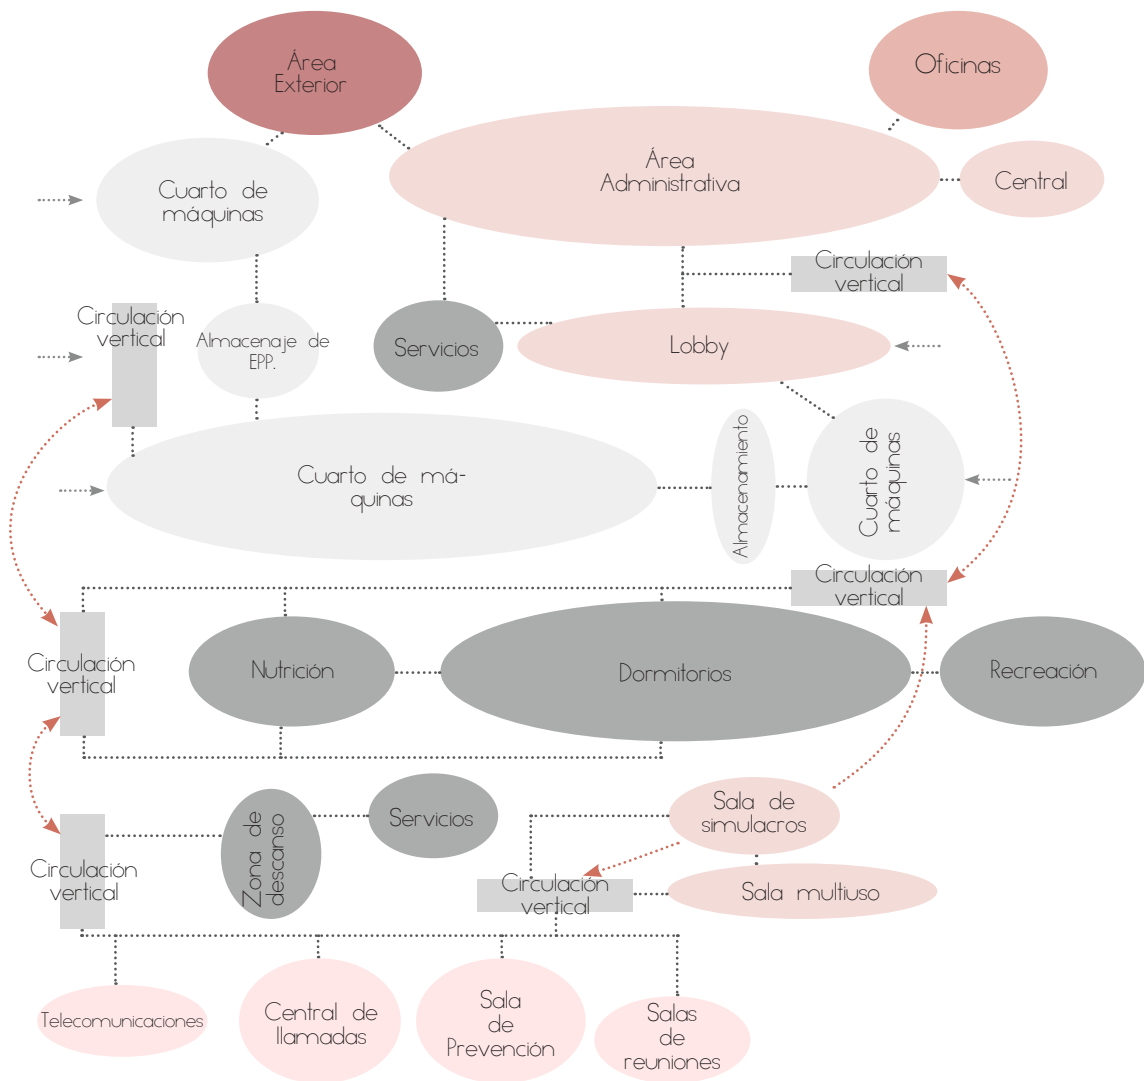 Área
Exterior
Oficinas
Área
Administrativa
Central
Cuarto de
máquinas
Circulación
vertical
Circulación
vertical
Almacenaje de
EPP.
Servicios
Lobby
Cuarto de má-
quinas
Almacenamiento
Cuarto de
máquinas
Circulación
vertical
Circulación
vertical
Nutrición
Dormitorios
Recreación
Servicios
Sala de
simulacros
Zona de
descanso
Circulación
vertical
Circulación
vertical
Sala multiuso
Telecomunicaciones
Central de
llamadas
Sala
de
Prevención
Salas
de
reuniones